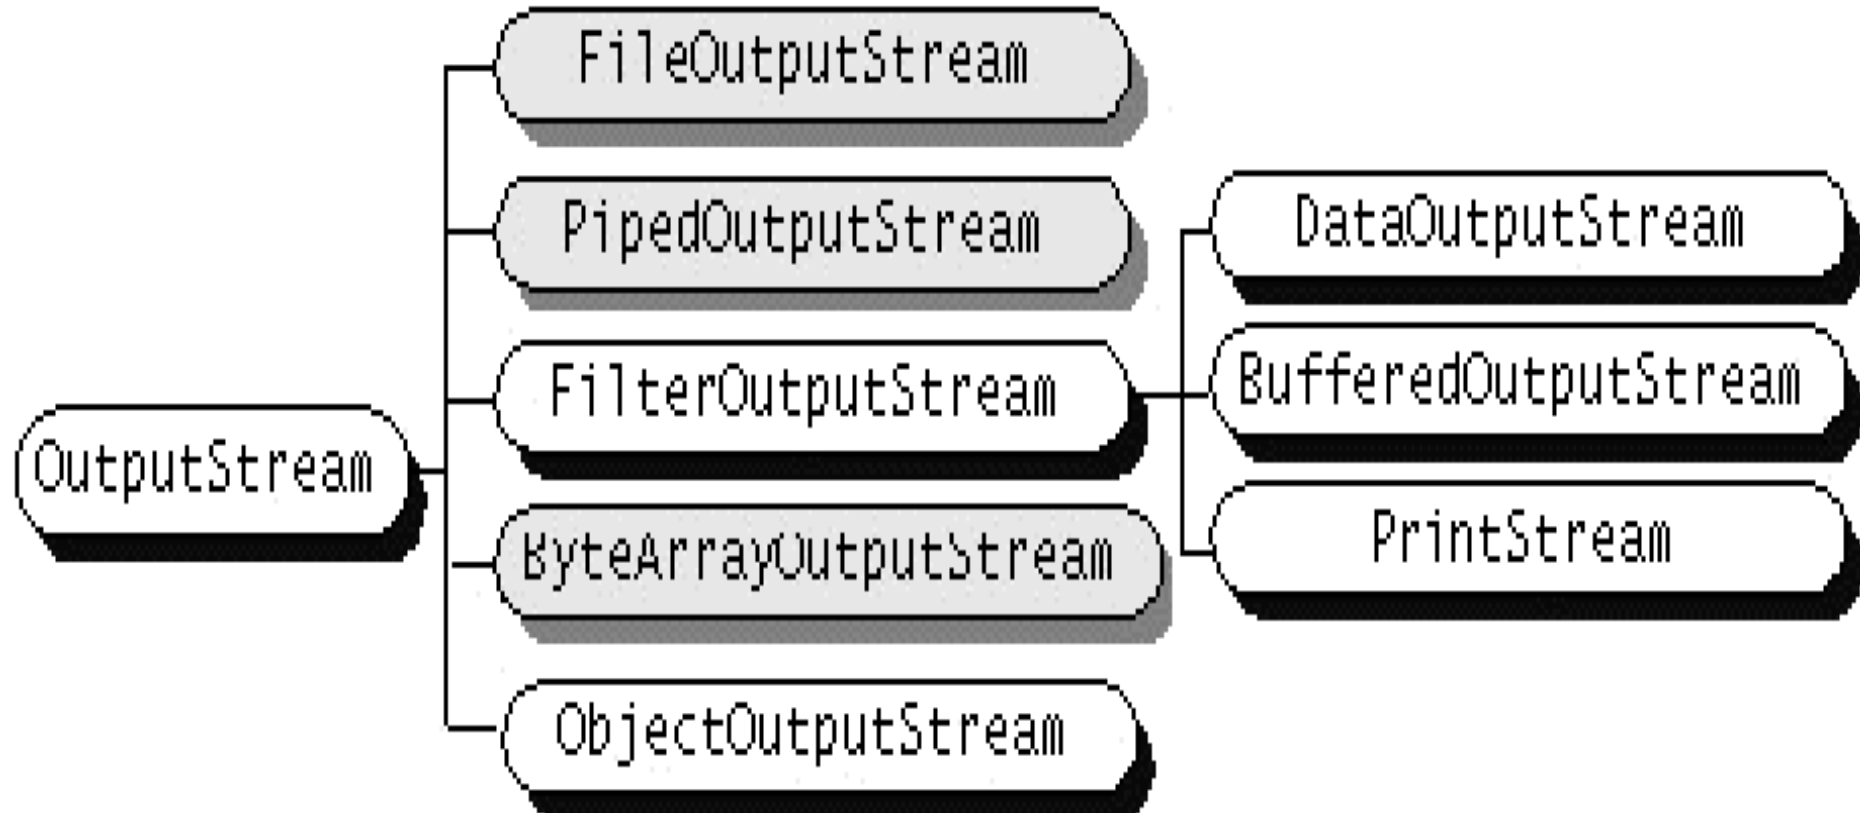 FileOutputStream
PipedOutputStream
DataOutputStream
FilterOutputStream
BufferedOutputStream
OutputStream
ByteArrayOutputStream
PrintStream
ObjectOutputStream